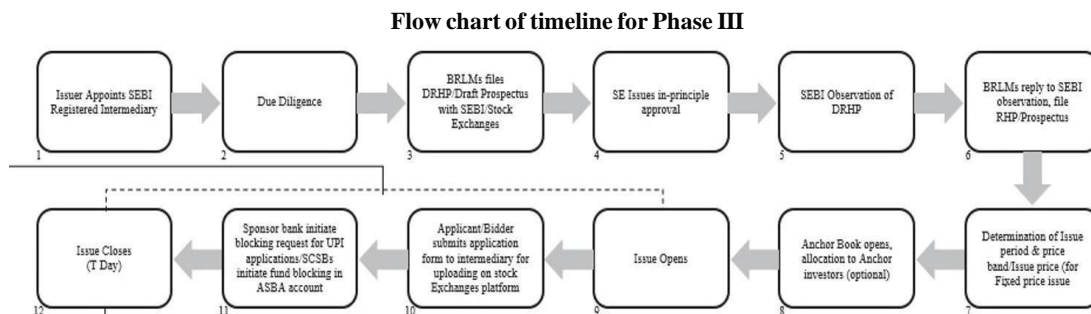 Flow chart of timeline for Phase III
Issuer Appoints SEBI
Registered Intermediary
1
Due Diligence
2
BRLMs files
DRHP/Draft Prospectus
with SEBI/Stock
Exchanges
3
SE Issues in-principle
approval
4
SEBI Observation of
DRHP
5
BRLMs reply to SEBI
observation, file
RHP/Prospectus
6
Determination of Issue
period & price
band/Issue price (for
Fixed price issue
7
Anchor Book opens,
allocation to Anchor
investors (optional)
8
Issue Opens
9
Applicant/Bidder
submits application
form to intermediary for
uploading on stock
Exchanges platform
10
Sponsor bank initiate
blocking request for UPI
applications/SCSBs
initiate fund blocking in
ASBA account
11
Issue Closes
(T Day)
12